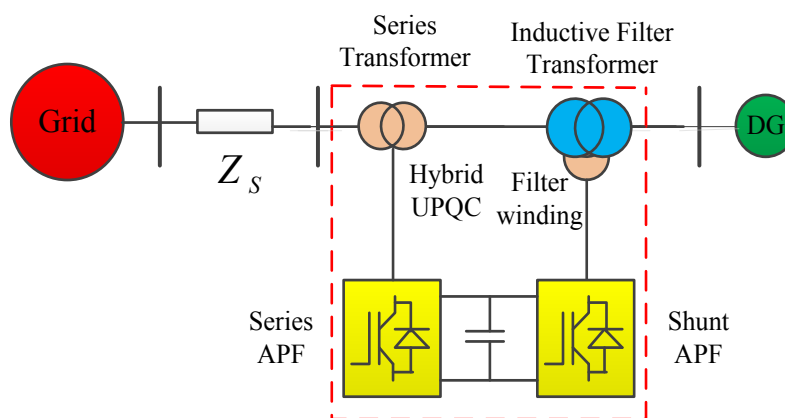 Series
Transformer
Inductive Filter
Transformer
Grid
DG
Z S
Hybrid
UPQC
Filter
winding
Series
APF
Shunt
APF